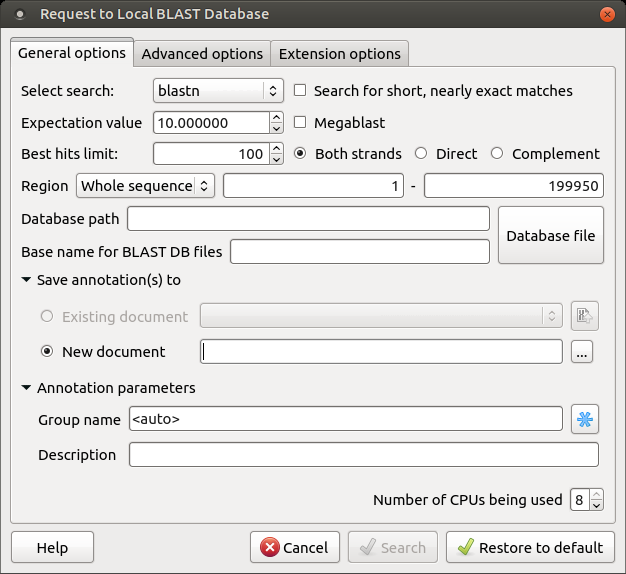 Request to Local BLAST Database
General options Advanced options Extension options
Select search: blastn Search for short, nearly exact matches
Expectation value 10.000000 Megablast
Best hits limit: 100 Both strands Direct Complement
Region Whole sequence 1 - 199950
Database path
Database file
Base name for BLAST DB files
Save annotation(s) to
Existing document
New document ...
Annotation parameters
Group name <auto>
Description
Number of CPUs being used 8
Help Cancel Search Restore to default